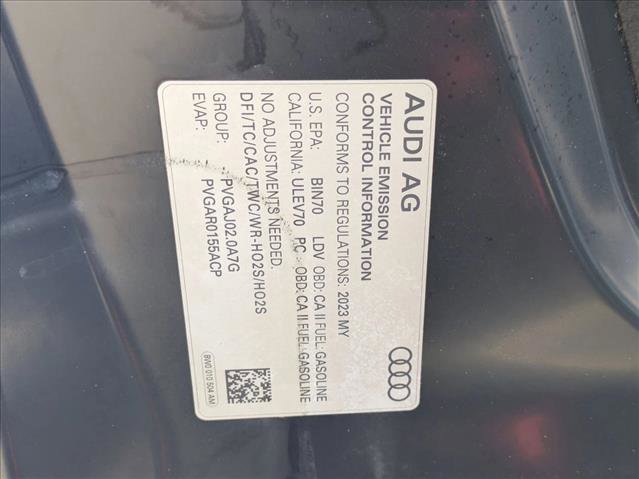 AUDI AG
VEHICLE EMISSION
CONTROL INFORMATION
CONFORMS TO REGULATIONS: 2023 MY
U.S. EPA: BIN70 LDV OBD: CA II FUEL: GASOLINE
CALIFORNIA: ULEV70 PC - OBD: CA II FUEL: GASOLINE
NO ADJUSTMENTS NEEDED.
DFI/TC/CAC/TWC/WR-HO2S/HO2S
GROUP: PVGAJ02.0A7G
EVAP: PVGAR0155ACP
8W0 010 504 AM